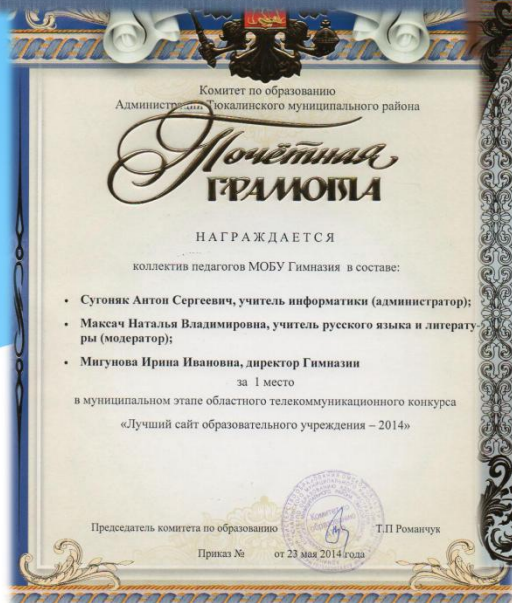 Комитет по образованию
Администрации Тюкалинского муниципального района
Почётная
ГРАМОТА
НАГРАЖДАЕТСЯ
коллектив педагогов МОБУ Гимназия в составе:
• Сугоняк Антон Сергеевич, учитель информатики (администратор);
• Максач Наталья Владимировна, учитель русского языка и литерату-
ры (модератор);
• Мигунова Ирина Ивановна, директор Гимназии
за 1 место
в муниципальном этапе областного телекоммуникационного конкурса
«Лучший сайт образовательного учреждения – 2014»
Председатель комитета по образованию Т.П Романчук
Приказ № от 23 мая 2014 года